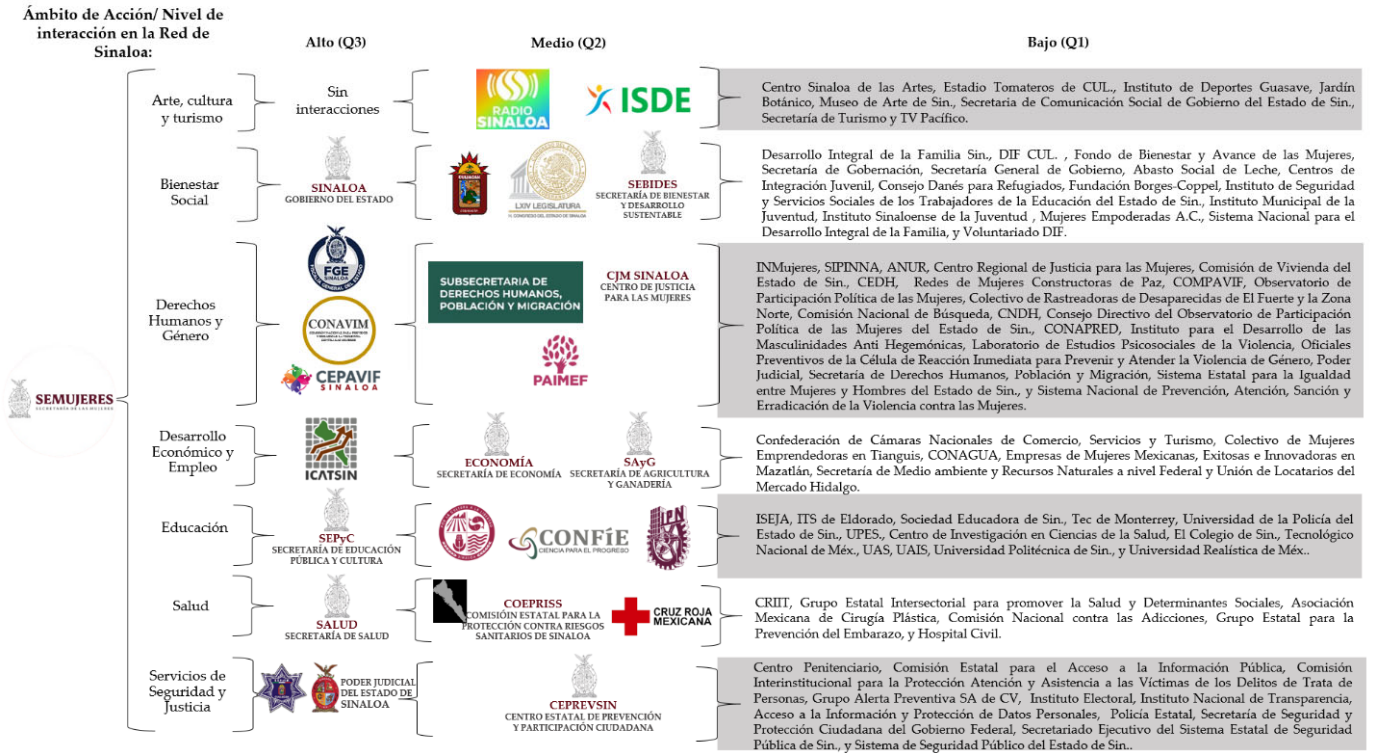 Ámbito de Acción/ Nivel de
interacción en la Red de
Sinaloa:
Alto (Q3)
Medio (Q2)
Bajo (Q1)
SEMUJERES
SECRETARÍA DE LAS MUJERES
Arte, cultura
y turismo
Sin
interacciones
RADIO
SINALOA
ISDE
Centro Sinaloa de las Artes, Estadio Tomateros de CUL., Instituto de Deportes Guasave, Jardín
Botánico, Museo de Arte de Sin., Secretaria de Comunicación Social de Gobierno del Estado de Sin.,
Secretaría de Turismo y TV Pacífico.
Bienestar
Social
SINALOA
GOBIERNO DEL ESTADO
LXIV LEGISLATURA
H. CONGRESO DEL ESTADO DE SINALOA
SEBIDES
SECRETARÍA DE BIENESTAR
Y DESARROLLO
SUSTENTABLE
Desarrollo Integral de la Familia Sin., DIF CUL. , Fondo de Bienestar y Avance de las Mujeres,
Secretaría de Gobernación, Secretaría General de Gobierno, Abasto Social de Leche, Centros de
Integración Juvenil, Consejo Danés para Refugiados, Fundación Borges-Coppel, Instituto de Seguridad
y Servicios Sociales de los Trabajadores de la Educación del Estado de Sin., Instituto Municipal de la
Juventud, Instituto Sinaloense de la Juventud , Mujeres Empoderadas A.C., Sistema Nacional para el
Desarrollo Integral de la Familia, y Voluntariado DIF.
Derechos
Humanos y
Género
FGE
SINALOA
CONAVIM
CEPAVIF
SINALOA
SUBSECRETARIA DE
DERECHOS HUMANOS,
POBLACIÓN Y MIGRACIÓN
CJM SINALOA
CENTRO DE JUSTICIA
PARA LAS MUJERES
PAIMEF
INMujeres, SIPINNA, ANUR, Centro Regional de Justicia para las Mujeres, Comisión de Vivienda del
Estado de Sin., CEDH, Redes de Mujeres Constructoras de Paz, COMPAVIF, Observatorio de
Participación Política de las Mujeres, Colectivo de Rastreadoras de Desaparecidas de El Fuerte y la Zona
Norte, Comisión Nacional de Búsqueda, CNDH, Consejo Directivo del Observatorio de Participación
Política de las Mujeres del Estado de Sin., CONAPRED, Instituto para el Desarrollo de las
Masculinidades Anti Hegemónicas, Laboratorio de Estudios Psicosociales de la Violencia, Oficiales
Preventivos de la Célula de Reacción Inmediata para Prevenir y Atender la Violencia de Género, Poder
Judicial, Secretaría de Derechos Humanos, Población y Migración, Sistema Estatal para la Igualdad
entre Mujeres y Hombres del Estado de Sin., y Sistema Nacional de Prevención, Atención, Sanción y
Erradicación de la Violencia contra las Mujeres.
Desarrollo
Económico y
Empleo
ICATSIN
ECONOMÍA
SECRETARÍA DE ECONOMÍA
SAyG
SECRETARÍA DE AGRICULTURA
Y GANADERÍA
Confederación de Cámaras Nacionales de Comercio, Servicios y Turismo, Colectivo de Mujeres
Emprendedoras en Tianguis, CONAGUA, Empresas de Mujeres Mexicanas, Exitosas e Innovadoras en
Mazatlán, Secretaría de Medio ambiente y Recursos Naturales a nivel Federal y Unión de Locatarios del
Mercado Hidalgo.
Educación
SEPyC
SECRETARÍA DE EDUCACIÓN
PÚBLICA Y CULTURA
CONFÍE
CIENCIA PARA EL PROGRESO
IPN
ISEJA, ITS de Eldorado, Sociedad Educadora de Sin., Tec de Monterrey, Universidad de la Policía del
Estado de Sin., UPES., Centro de Investigación en Ciencias de la Salud, El Colegio de Sin., Tecnológico
Nacional de Méx., UAS, UAIS, Universidad Politécnica de Sin., y Universidad Realística de Méx..
Salud
SALUD
SECRETARÍA DE SALUD
COEPRISS
COMISIÓIN ESTATAL PARA LA
PROTECCIÓN CONTRA RIESGOS
SANITARIOS DE SINALOA
CRUZ ROJA
MEXICANA
CRIIT, Grupo Estatal Intersectorial para promover la Salud y Determinantes Sociales, Asociación
Mexicana de Cirugía Plástica, Comisión Nacional contra las Adicciones, Grupo Estatal para la
Prevención del Embarazo, y Hospital Civil.
Servicios de
Seguridad y
Justicia
PODER JUDICIAL
DEL ESTADO DE
SINALOA
CEPREVSIN
CENTRO ESTATAL DE PREVENCIÓN
Y PARTICIPACIÓN CIUDADANA
Centro Penitenciario, Comisión Estatal para el Acceso a la Información Pública, Comisión
Interinstitucional para la Protección Atención y Asistencia a las Víctimas de los Delitos de Trata de
Personas, Grupo Alerta Preventiva SA de CV, Instituto Electoral, Instituto Nacional de Transparencia,
Acceso a la Información y Protección de Datos Personales, Policía Estatal, Secretaría de Seguridad y
Protección Ciudadana del Gobierno Federal, Secretariado Ejecutivo del Sistema Estatal de Seguridad
Pública de Sin., y Sistema de Seguridad Público del Estado de Sin..